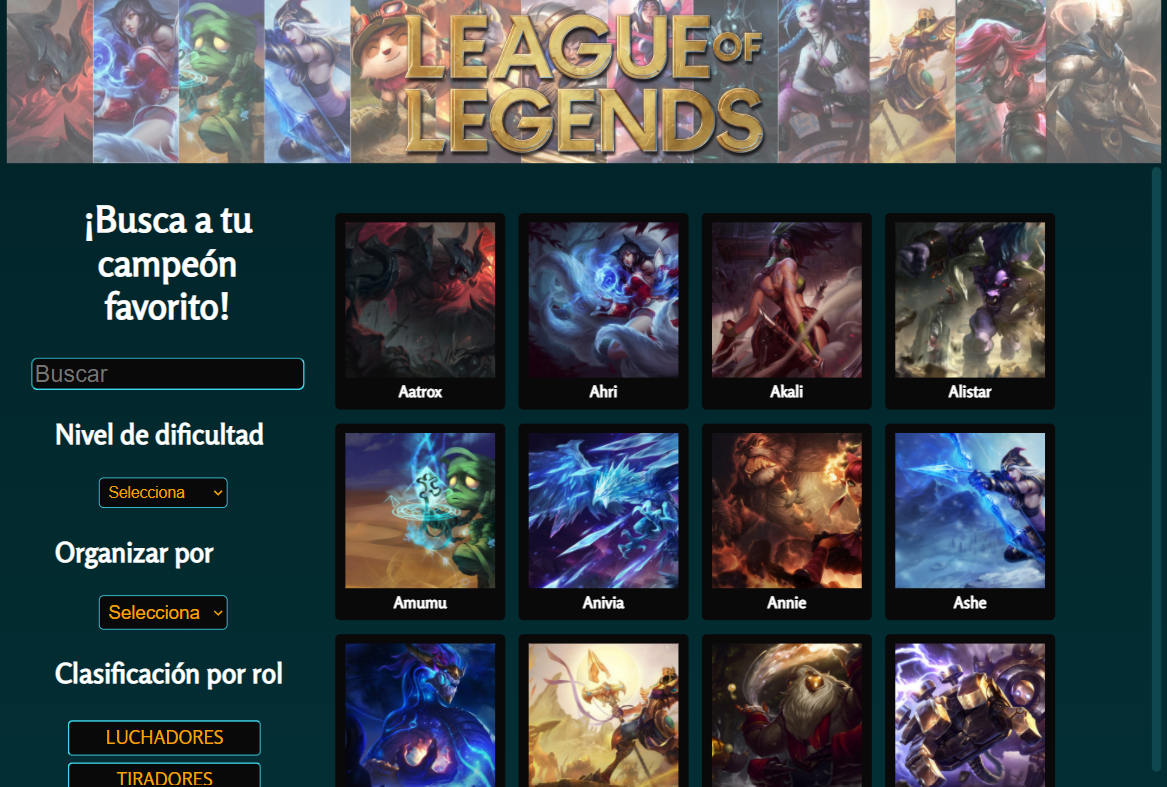 LEAGUE OF
LEGENDS
¡Busca a tu
campeón
favorito!
Buscar
Nivel de dificultad
Selecciona
Organizar por
Selecciona
Clasificación por rol
LUCHADORES
TIRADORES
Aatrox
Ahri
Akali
Alistar
Amumu
Anivia
Annie
Ashe